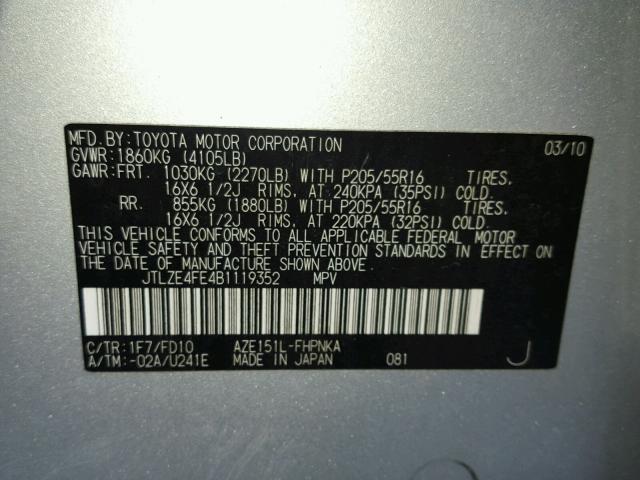 MFD.BY:TOYOTA MOTOR CORPORATION 03/10
GVWR:1860KG (4105LB)
GAWR:FRT. 1030KG (2270LB) WITH P205/55R16 TIRES,
16X6 1/2J RIMS, AT 240KPA (35PSI) COLD.
RR. 855KG (1880LB) WITH P205/55R16 TIRES,
16X6 1/2J RIMS, AT 220KPA (32PSI) COLD.
THIS VEHICLE CONFORMS TO ALL APPLICABLE FEDERAL MOTOR
VEHICLE SAFETY AND THEFT PREVENTION STANDARDS IN EFFECT ON
THE DATE OF MANUFACTURE SHOWN ABOVE.
JTLZE4FE4B1119352 MPV
C/TR:1F7/FD10 AZE151L-FHPNKA
A/TM:-02A/U241E MADE IN JAPAN 081 J